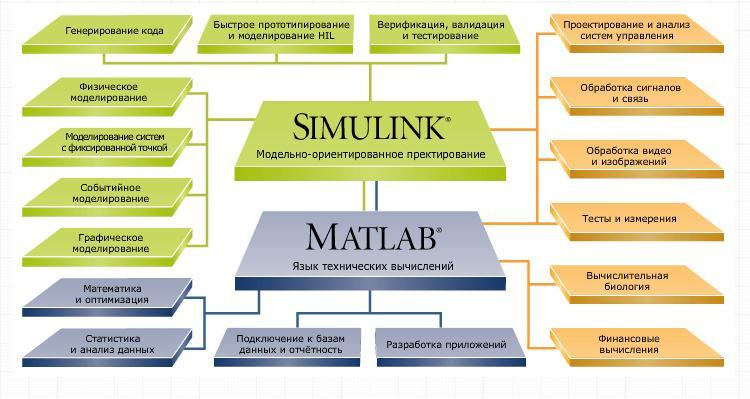 Генерирование кода
Быстрое прототипирование
и моделирование HIL
Верификация, валидация
и тестирование
Проектирование и анализ
систем управления
Физическое
моделирование
Обработка сигналов
и связь
SIMULINK®
Модельно-ориентированное пректирование
Моделирование систем
с фиксированной точкой
Обработка видео
и изображений
Событийное
моделирование
Тесты и измерения
Графическое
моделирование
MATLAB®
Язык технических вычислений
Математика
и оптимизация
Вычислительная
биология
Статистика
и анализ данных
Подключение к базам
данных и отчётность
Разработка приложений
Финансовые
вычисления